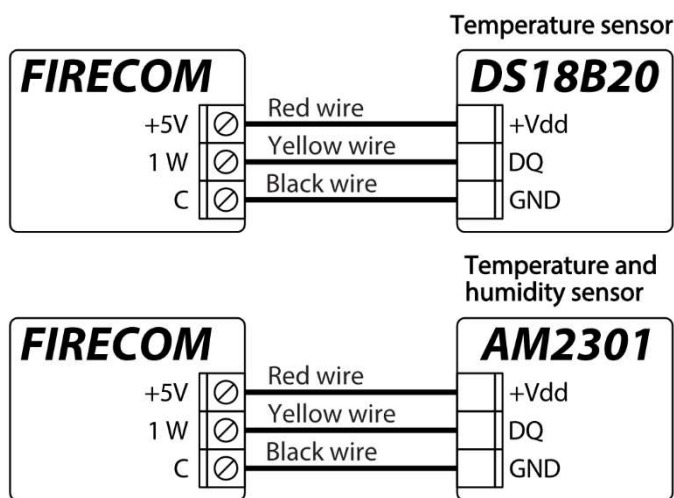 Temperature sensor
FIRECOM
DS18B20
+5V
Red wire
+Vdd
1 W
Yellow wire
DQ
C
Black wire
GND
Temperature and
humidity sensor
FIRECOM
AM2301
+5V
Red wire
+Vdd
1 W
Yellow wire
DQ
C
Black wire
GND